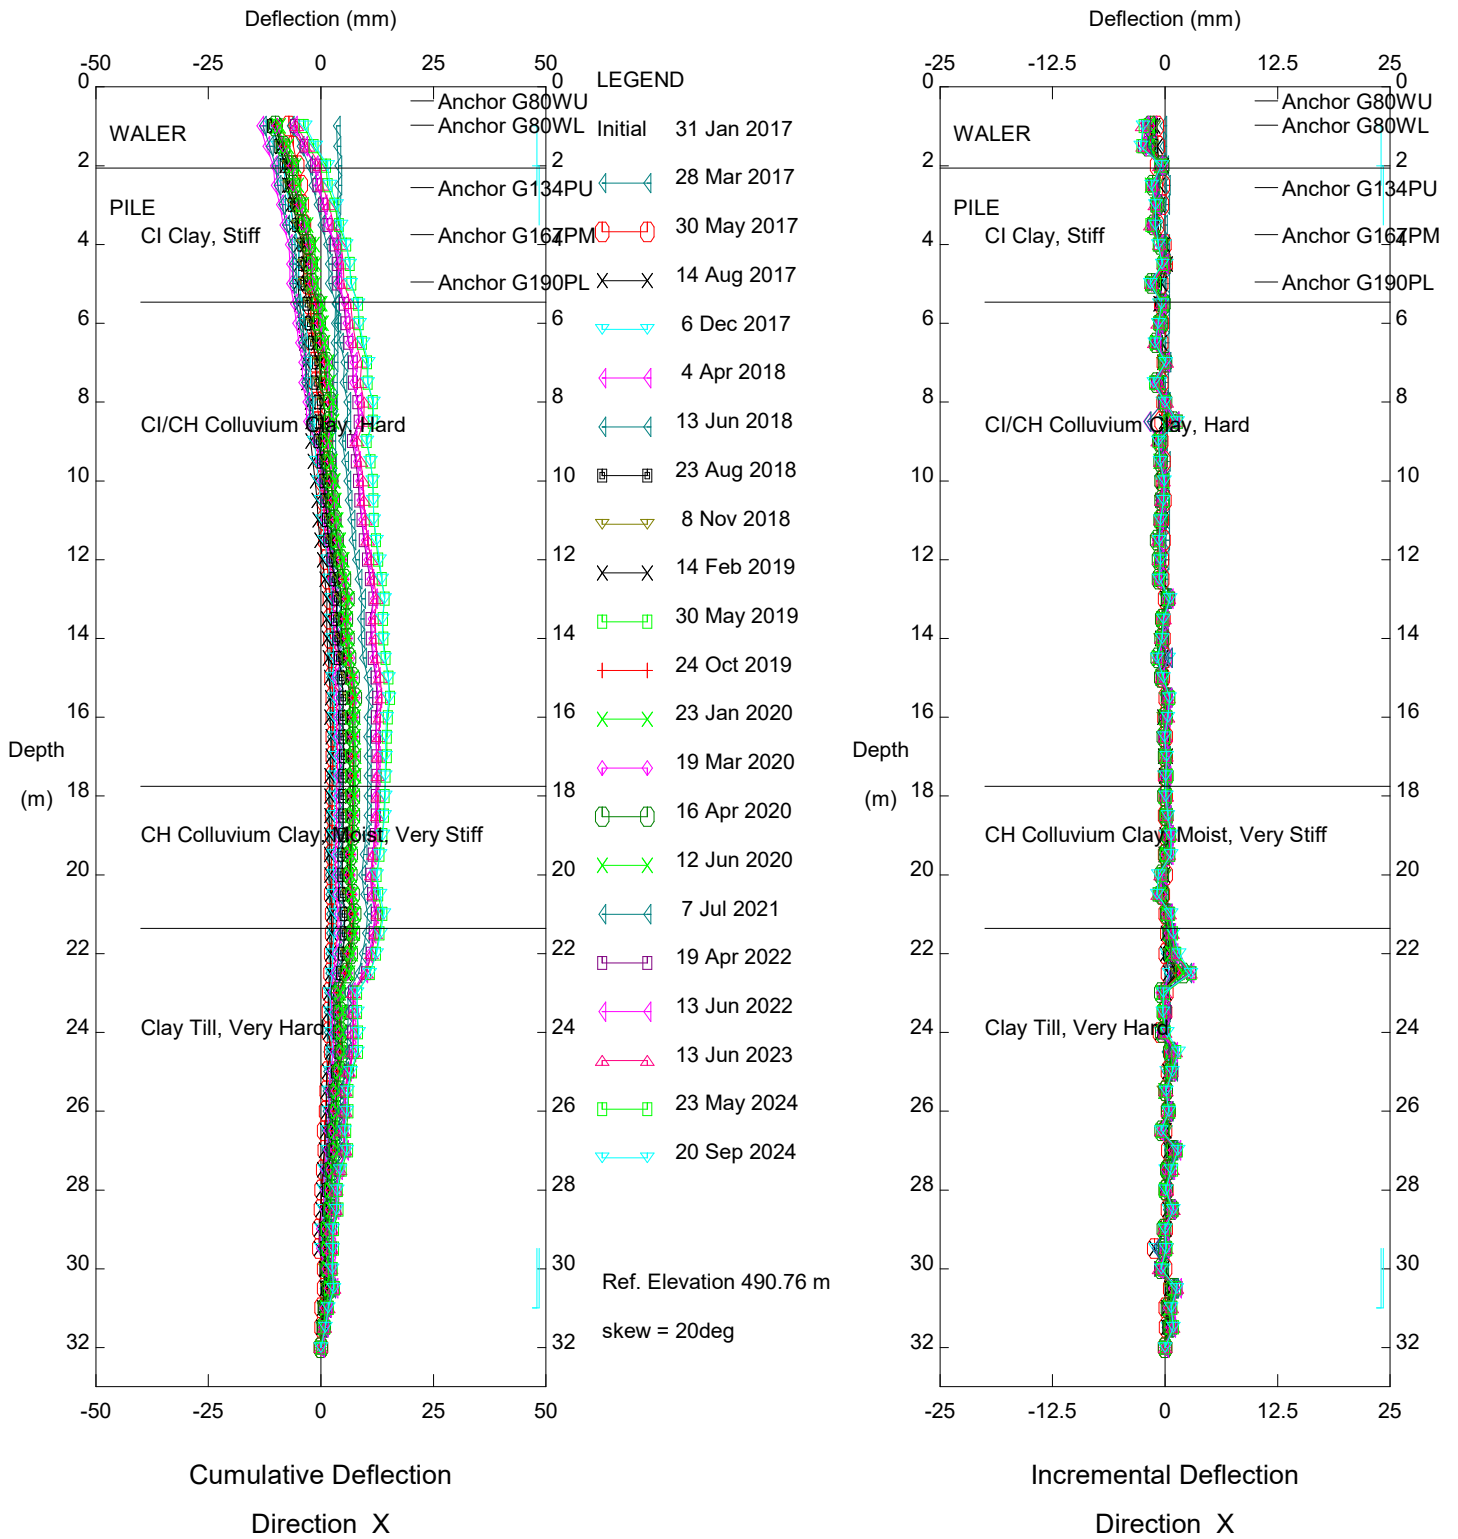 Deflection (mm)
-50 -25 0 25 50
0 0
Anchor G80WU
Anchor G80WL
WALER
2 2
Anchor G134PU
PILE
CI Clay, Stiff
Anchor G167PM
4 4
Anchor G190PL
6 6
8 8
CI/CH Colluvium Clay, Hard
10 10
12 12
14 14
16 16
Depth
(m)
18 18
CH Colluvium Clay, Moist, Very Stiff
20 20
22 22
24 24
Clay Till, Very Hard
26 26
28 28
30 30
32 32
-50 -25 0 25 50
Cumulative Deflection
Direction X
LEGEND
Initial 31 Jan 2017
28 Mar 2017
30 May 2017
14 Aug 2017
6 Dec 2017
4 Apr 2018
13 Jun 2018
23 Aug 2018
8 Nov 2018
14 Feb 2019
30 May 2019
24 Oct 2019
23 Jan 2020
19 Mar 2020
16 Apr 2020
12 Jun 2020
7 Jul 2021
19 Apr 2022
13 Jun 2022
13 Jun 2023
23 May 2024
20 Sep 2024
Ref. Elevation 490.76 m
skew = 20deg
Deflection (mm)
-25 -12.5 0 12.5 25
0 0
Anchor G80WU
Anchor G80WL
WALER
2 2
Anchor G134PU
PILE
CI Clay, Stiff
Anchor G167PM
4 4
Anchor G190PL
6 6
8 8
CI/CH Colluvium Clay, Hard
10 10
12 12
14 14
16 16
Depth
(m)
18 18
CH Colluvium Clay, Moist, Very Stiff
20 20
22 22
24 24
Clay Till, Very Hard
26 26
28 28
30 30
32 32
-25 -12.5 0 12.5 25
Incremental Deflection
Direction X